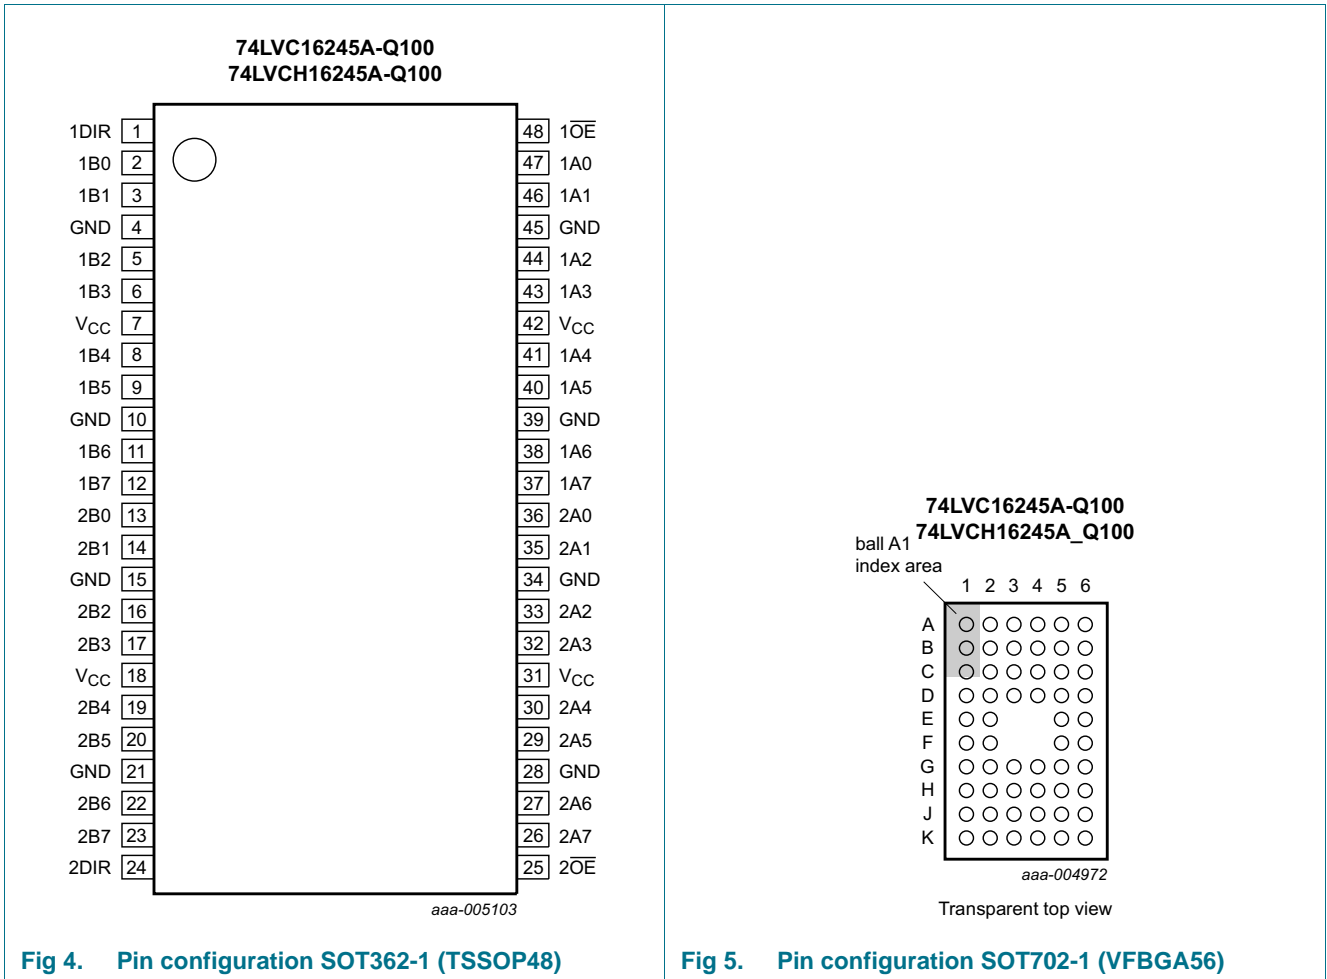 74LVC16245A-Q100
74LVCH16245A-Q100
1DIR 1 48 1O̅E̅
1B0 2 47 1A0
1B1 3 46 1A1
GND 4 45 GND
1B2 5 44 1A2
1B3 6 43 1A3
VCC 7 42 VCC
1B4 8 41 1A4
1B5 9 40 1A5
GND 10 39 GND
1B6 11 38 1A6
1B7 12 37 1A7
2B0 13 36 2A0
2B1 14 35 2A1
GND 15 34 GND
2B2 16 33 2A2
2B3 17 32 2A3
VCC 18 31 VCC
2B4 19 30 2A4
2B5 20 29 2A5
GND 21 28 GND
2B6 22 27 2A6
2B7 23 26 2A7
2DIR 24 25 2O̅E̅
aaa-005103
Fig 4. Pin configuration SOT362-1 (TSSOP48)
74LVC16245A-Q100
74LVCH16245A_Q100
ball A1
index area
1 2 3 4 5 6
A
B
C
D
E
F
G
H
J
K
aaa-004972
Transparent top view
Fig 5. Pin configuration SOT702-1 (VFBGA56)